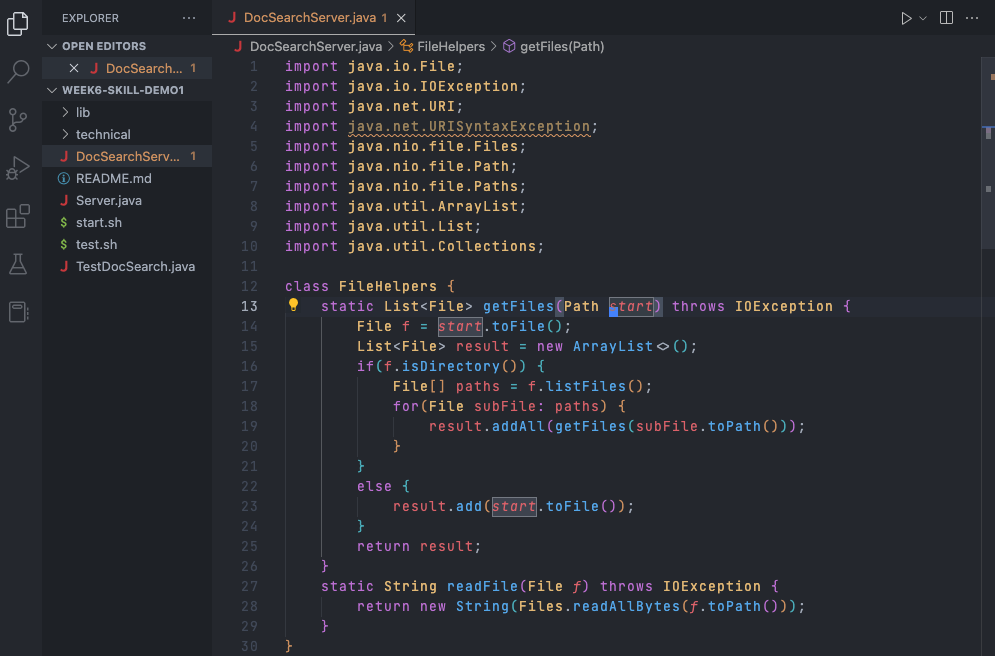 EXPLORER
DocSearchServer.java 1
OPEN EDITORS
DocSearch... 1
WEEK6-SKILL-DEMO1
lib
technical
DocSearchServ... 1
README.md
Server.java
$ start.sh
$ test.sh
TestDocSearch.java
DocSearchServer.java > FileHelpers > getFiles(Path)
1 import java.io.File;
2 import java.io.IOException;
3 import java.net.URI;
4 import java.net.URISyntaxException;
5 import java.nio.file.Files;
6 import java.nio.file.Path;
7 import java.nio.file.Paths;
8 import java.util.ArrayList;
9 import java.util.List;
10 import java.util.Collections;
11
12 class FileHelpers {
13 static List<File> getFiles(Path start) throws IOException {
14 File f = start.toFile();
15 List<File> result = new ArrayList<>();
16 if(f.isDirectory()) {
17 File[] paths = f.listFiles();
18 for(File subFile: paths) {
19 result.addAll(getFiles(subFile.toPath()));
20 }
21 }
22 else {
23 result.add(start.toFile());
24 }
25 return result;
26 }
27 static String readFile(File f) throws IOException {
28 return new String(Files.readAllBytes(f.toPath()));
29 }
30 }